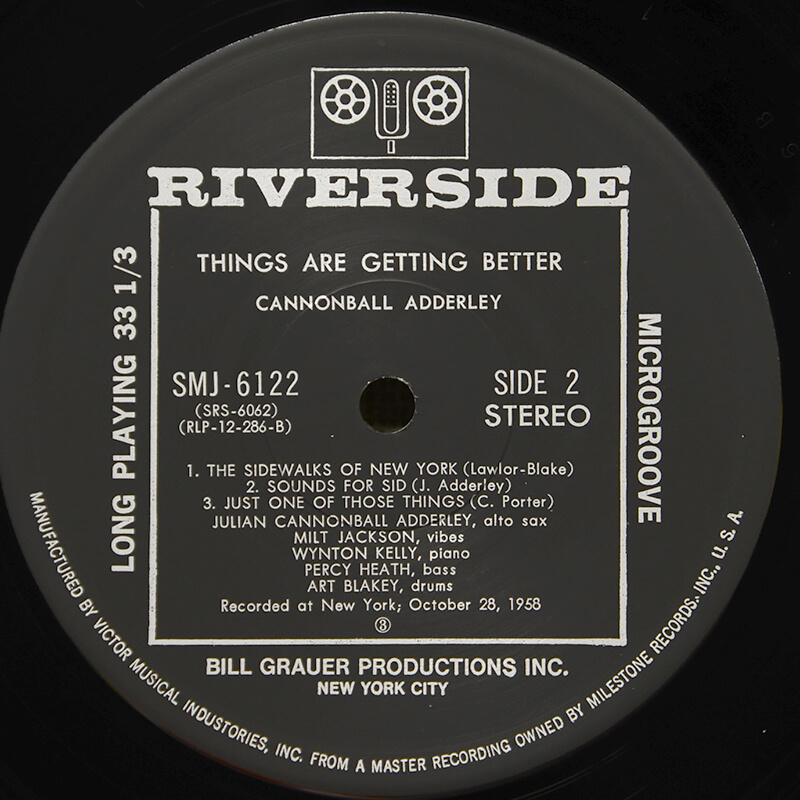 RIVERSIDE
THINGS ARE GETTING BETTER
CANNONBALL ADDERLEY
LONG PLAYING 33 1/3
MICROGROOVE
SMJ-6122
(SRS-6062)
(RLP-12-286-B)
SIDE 2
STEREO
1. THE SIDEWALKS OF NEW YORK (Lawlor-Blake)
2. SOUNDS FOR SID (J. Adderley)
3. JUST ONE OF THOSE THINGS (C. Porter)
JULIAN CANNONBALL ADDERLEY, alto sax
MILT JACKSON, vibes
WYNTON KELLY, piano
PERCY HEATH, bass
ART BLAKEY, drums
Recorded at New York; October 28, 1958
③
BILL GRAUER PRODUCTIONS INC.
NEW YORK CITY
MANUFACTURED BY VICTOR MUSICAL INDUSTORIES, INC. FROM A MASTER RECORDING OWNED BY MILESTONE RECORDS, INC., U. S. A.